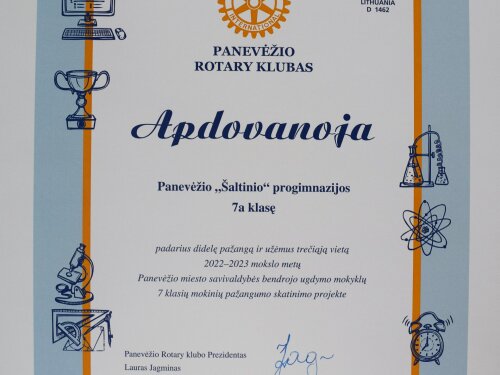 INTERNATIONAL
LITHUANIA
D 1462
PANEVĖŽIO
ROTARY KLUBAS
Apdovanoja
Panevėžio „Šaltinio“ progimnazijos
7a klasę
padarius didelę pažangą ir užėmus trečiąją vietą
2022–2023 mokslo metų
Panevėžio miesto savivaldybės bendrojo ugdymo mokyklų
7 klasių mokinių pažangumo skatinimo projekte
Panevėžio Rotary klubo Prezidentas
Lauras Jagminas